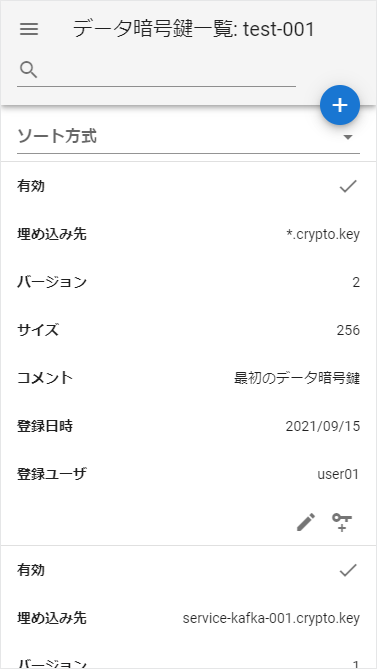 データ暗号鍵一覧: test-001
ソート方式
有効
埋め込み先 *.crypto.key
バージョン 2
サイズ 256
コメント 最初のデータ暗号鍵
登録日時 2021/09/15
登録ユーザ user01
有効
埋め込み先 service-kafka-001.crypto.key
バージョン 1